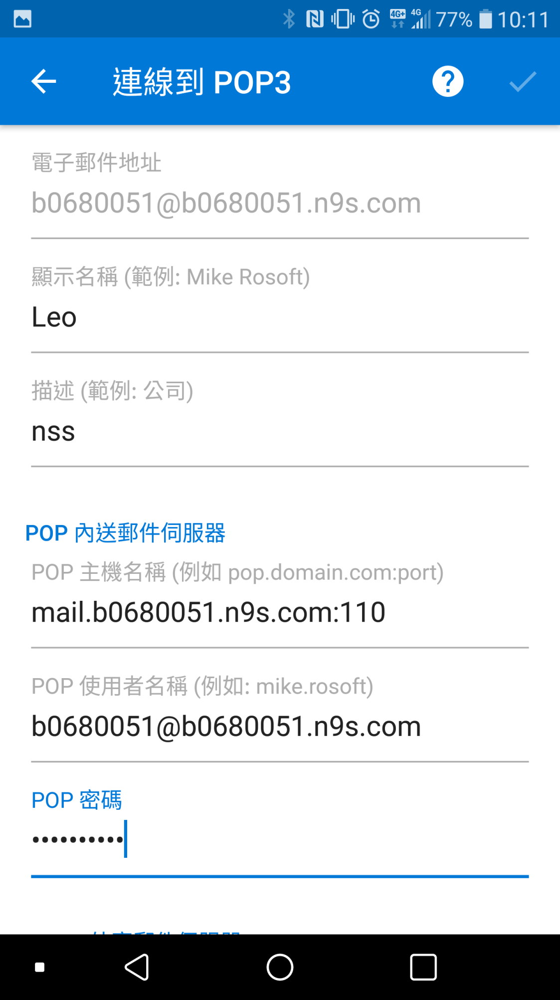 4G+ 4G 77% 10:11
連線到 POP3
電子郵件地址
b0680051@b0680051.n9s.com
顯示名稱 (範例: Mike Rosoft)
Leo
描述 (範例: 公司)
nss
POP 內送郵件伺服器
POP 主機名稱 (例如 pop.domain.com:port)
mail.b0680051.n9s.com:110
POP 使用者名稱 (例如: mike.rosoft)
b0680051@b0680051.n9s.com
POP 密碼
••••••••••